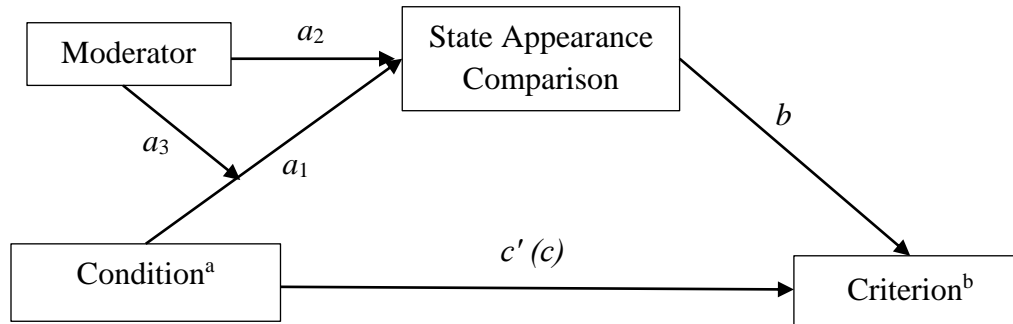 Moderator
a2
State Appearance
Comparison
b
a3
a1
Conditionᵃ
c' (c)
Criterionᵇ